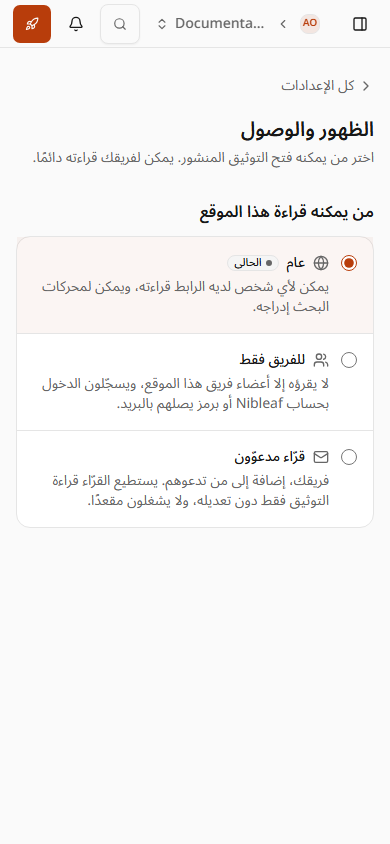 AO
Documenta...
كل الإعدادات
الظهور والوصول
اختر من يمكنه فتح التوثيق المنشور. يمكن لفريقك قراءته دائمًا.
من يمكنه قراءة هذا الموقع
عام الحالي
يمكن لأي شخص لديه الرابط قراءته، ويمكن لمحركات
البحث إدراجه.
للفريق فقط
لا يقرؤه إلا أعضاء فريق هذا الموقع، ويسجّلون الدخول
بحساب Nibleaf أو برمز يصلهم بالبريد.
قرّاء مدعوّون
فريقك، إضافة إلى من تدعوهم. يستطيع القرّاء قراءة
التوثيق فقط دون تعديله، ولا يشغلون مقعدًا.